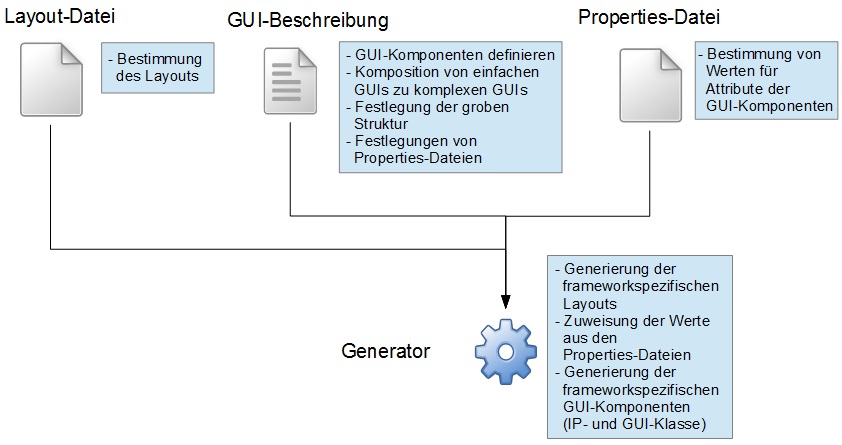 Layout-Datei
- Bestimmung
des Layouts
GUI-Beschreibung
- GUI-Komponenten definieren
- Komposition von einfachen
GUIs zu komplexen GUIs
- Festlegung der groben
Struktur
- Festlegungen von
Properties-Dateien
Properties-Datei
- Bestimmung von
Werten für
Attribute der
GUI-Komponenten
Generator
- Generierung der
frameworkspezifischen
Layouts
- Zuweisung der Werte
aus den
Properties-Dateien
- Generierung der
frameworkspezifischen
GUI-Komponenten
(IP- und GUI-Klasse)